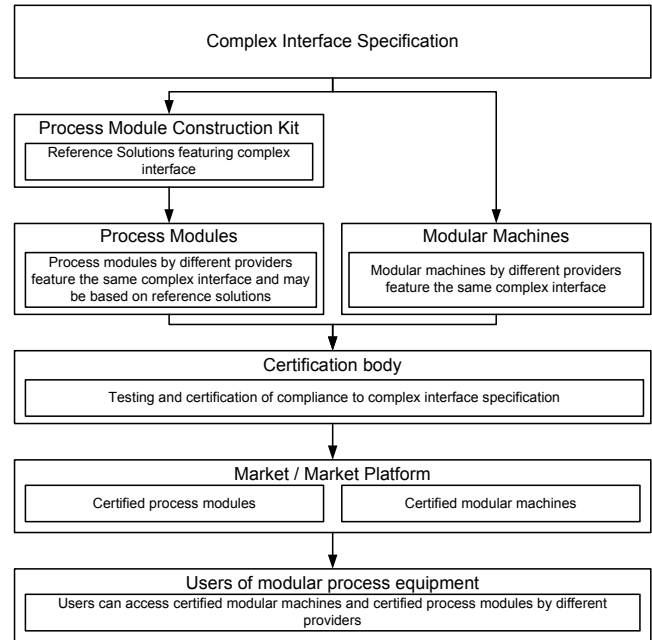 Complex Interface Specification
Process Module Construction Kit
Reference Solutions featuring complex
interface
Process Modules
Process modules by different providers
feature the same complex interface and may
be based on reference solutions
Modular Machines
Modular machines by different providers
feature the same complex interface
Certification body
Testing and certification of compliance to complex interface specification
Market / Market Platform
Certified process modules
Certified modular machines
Users of modular process equipment
Users can access certified modular machines and certified process modules by different
providers